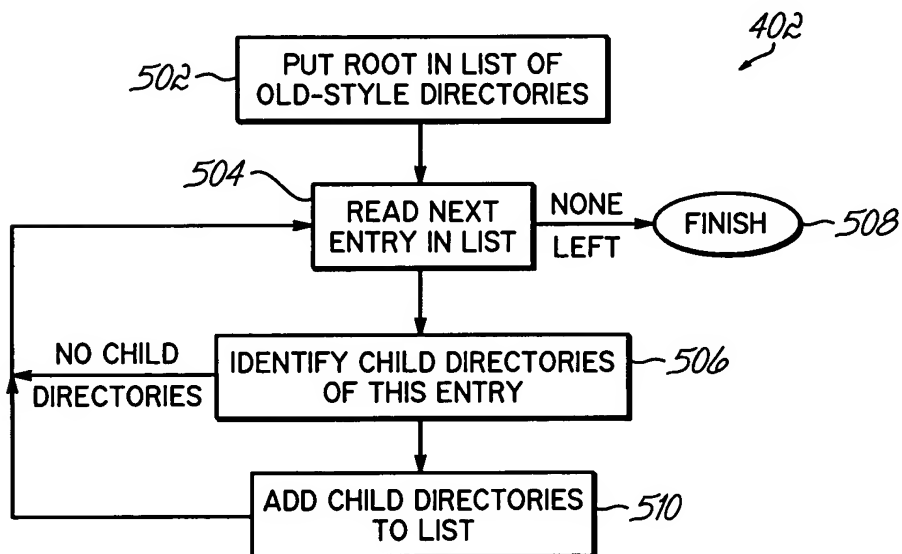 402
502
PUT ROOT IN LIST OF
OLD-STYLE DIRECTORIES
504
READ NEXT
ENTRY IN LIST
NONE
LEFT
FINISH
508
NO CHILD
DIRECTORIES
IDENTIFY CHILD DIRECTORIES
OF THIS ENTRY
506
ADD CHILD DIRECTORIES
TO LIST
510